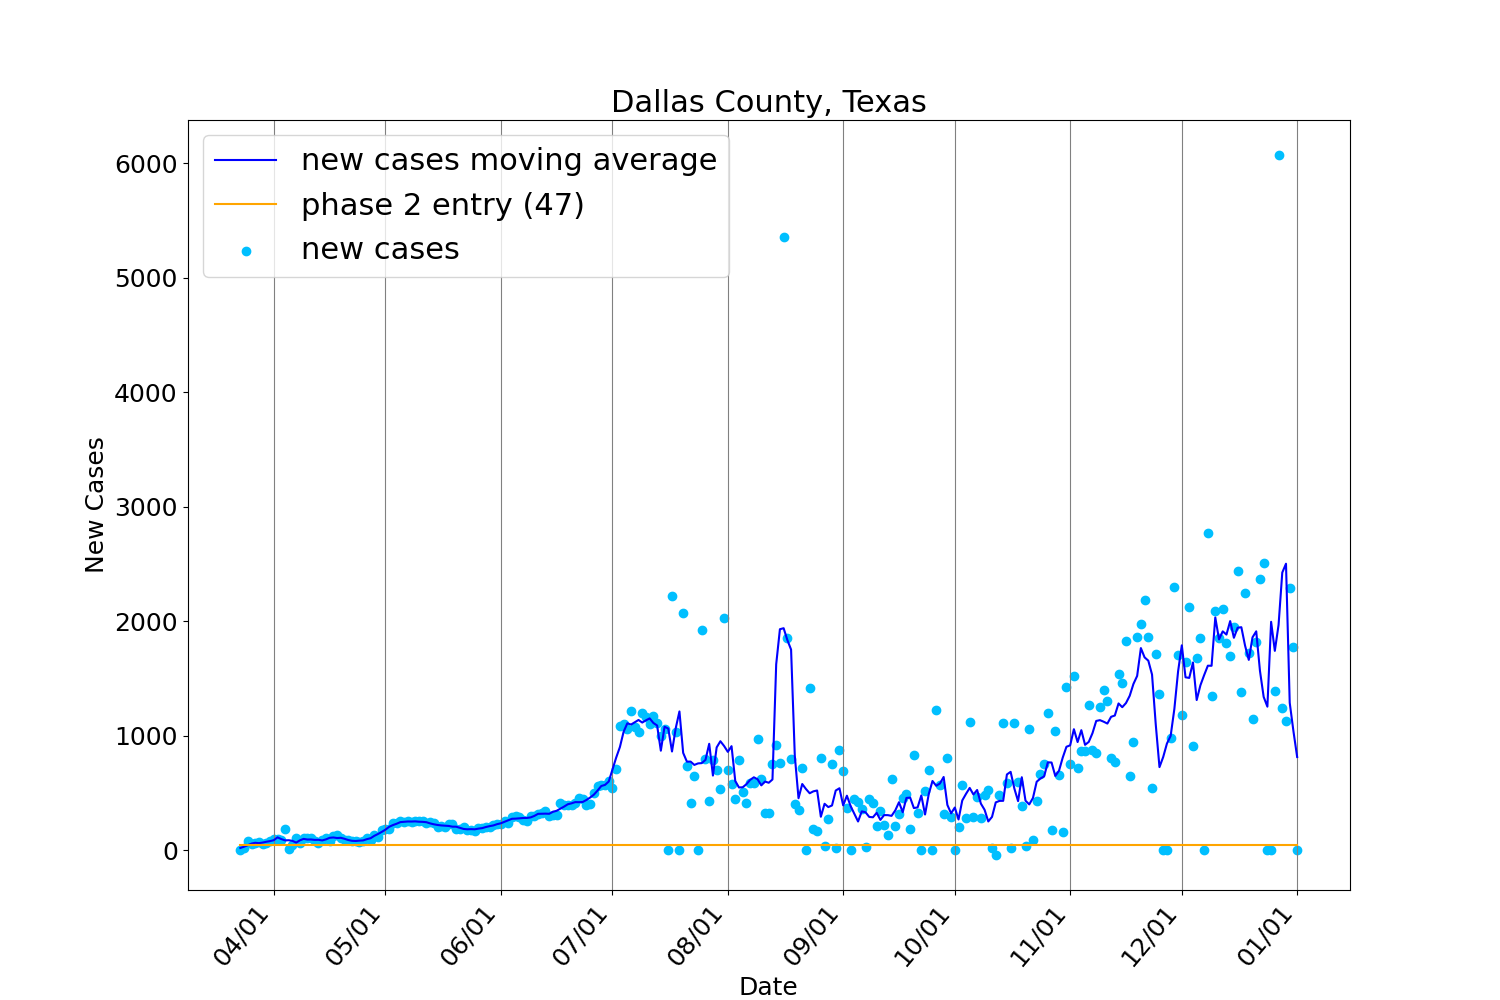 Dallas County, Texas
new cases moving average
phase 2 entry (47)
new cases
6000
5000
4000
3000
2000
1000
0
New Cases
04/01
05/01
06/01
07/01
08/01
09/01
10/01
11/01
12/01
01/01
Date